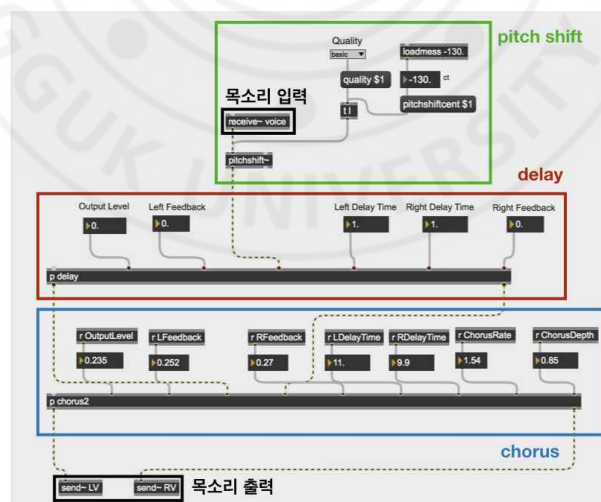 pitch shift
Quality
basic
loadmess -130.
quality $1
-130.
ct
pitchshiftcent $1
목소리 입력
receive~ voice
t l
pitchshift~
delay
Output Level
Left Feedback
Left Delay Time
Right Delay Time
Right Feedback
0.
0.
1.
1.
0.
p delay
r OutputLevel
r LFeedback
r RFeedback
r LDelayTime
r RDelayTime
r ChorusRate
r ChorusDepth
0.235
0.252
0.27
11.
9.9
1.54
0.85
p chorus2
chorus
send~ LV
send~ RV
목소리 출력
GGUK UNIVERSITY